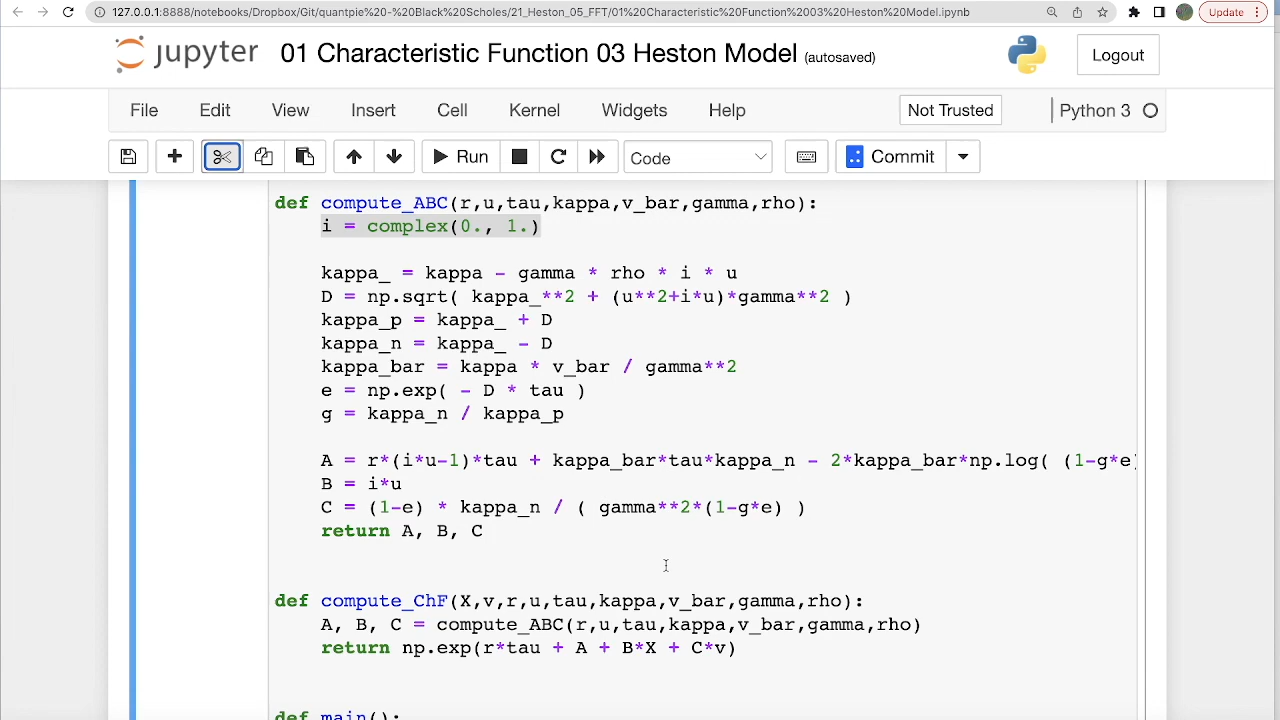 127.0.0.1:8888/notebooks/Dropbox/Git/quantpie%20-%20Black%20Scholes/21_Heston_05_FFT/01%20Characteristic%20Function%2003%20Heston%20Model.ipynb
Update
jupyter 01 Characteristic Function 03 Heston Model (autosaved)
Logout
File Edit View Insert Cell Kernel Widgets Help Not Trusted Python 3
Run Code Commit
def compute_ABC(r,u,tau,kappa,v_bar,gamma,rho):
i = complex(0., 1.)
kappa_ = kappa - gamma * rho * i * u
D = np.sqrt( kappa_**2 + (u**2+i*u)*gamma**2 )
kappa_p = kappa_ + D
kappa_n = kappa_ - D
kappa_bar = kappa * v_bar / gamma**2
e = np.exp( - D * tau )
g = kappa_n / kappa_p
A = r*(i*u-1)*tau + kappa_bar*tau*kappa_n - 2*kappa_bar*np.log( (1-g*e)
B = i*u
C = (1-e) * kappa_n / ( gamma**2*(1-g*e) )
return A, B, C
def compute_ChF(X,v,r,u,tau,kappa,v_bar,gamma,rho):
A, B, C = compute_ABC(r,u,tau,kappa,v_bar,gamma,rho)
return np.exp(r*tau + A + B*X + C*v)
def main():